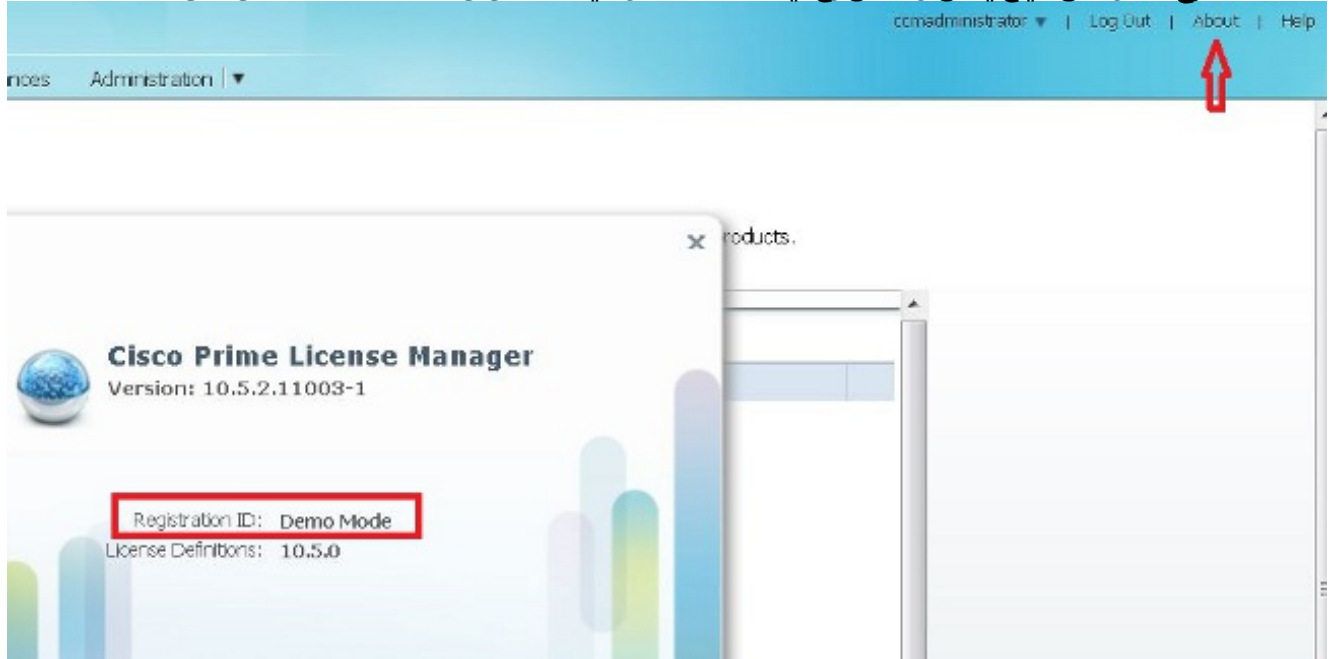 ccmadministrator ▼ | Log Out | About | Help
Administration | ▼
roducts.
Cisco Prime License Manager
Version: 10.5.2.11003-1
Registration ID: Demo Mode
License Definitions: 10.5.0